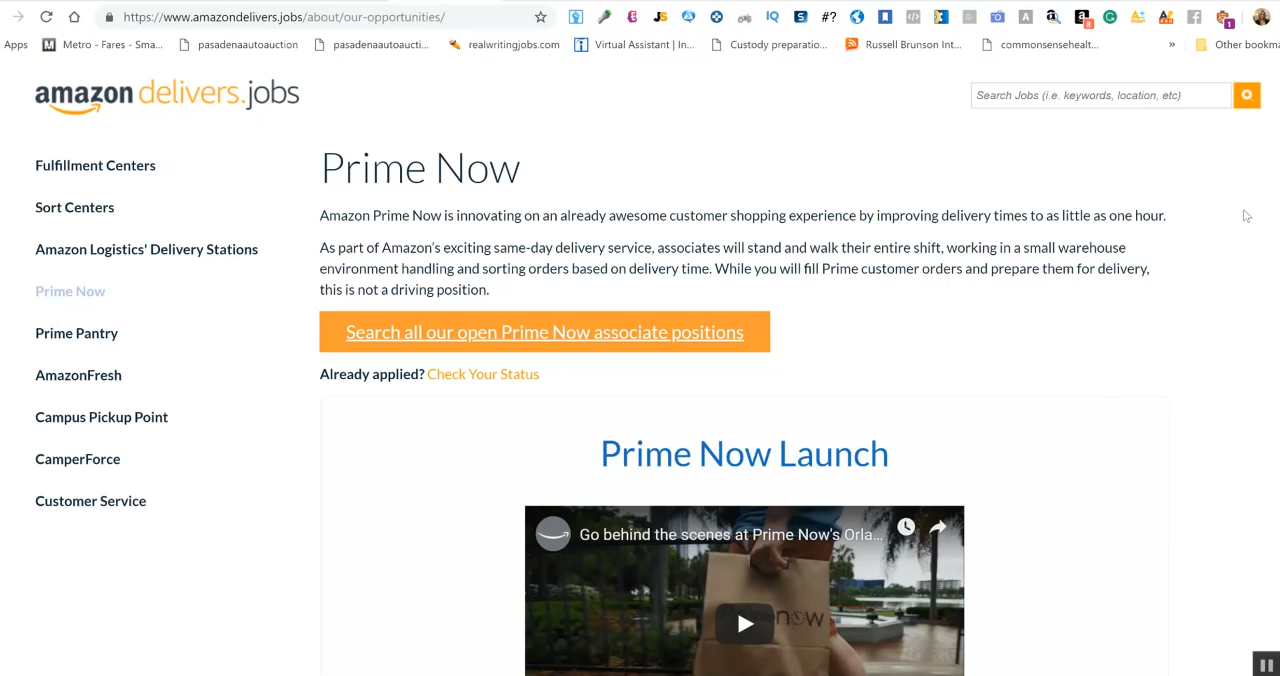 https://www.amazondelivers.jobs/about/our-opportunities/
JS IQ S #? A a, a 8 f 1
Apps M Metro - Fares - Sma... pasadenaautoauction pasadenaautoaucti... realwritingjobs.com i Virtual Assistant | In... Custody preparatio... Russell Brunson Int... commonsensehealt... » Other bookma
amazon delivers.jobs
Search Jobs (i.e. keywords, location, etc)
Fulfillment Centers
Sort Centers
Amazon Logistics' Delivery Stations
Prime Now
Prime Pantry
AmazonFresh
Campus Pickup Point
CamperForce
Customer Service
Prime Now
Amazon Prime Now is innovating on an already awesome customer shopping experience by improving delivery times to as little as one hour.
As part of Amazon's exciting same-day delivery service, associates will stand and walk their entire shift, working in a small warehouse
environment handling and sorting orders based on delivery time. While you will fill Prime customer orders and prepare them for delivery,
this is not a driving position.
Search all our open Prime Now associate positions
Already applied? Check Your Status
Prime Now Launch
Go behind the scenes at Prime Now's Orla...
now